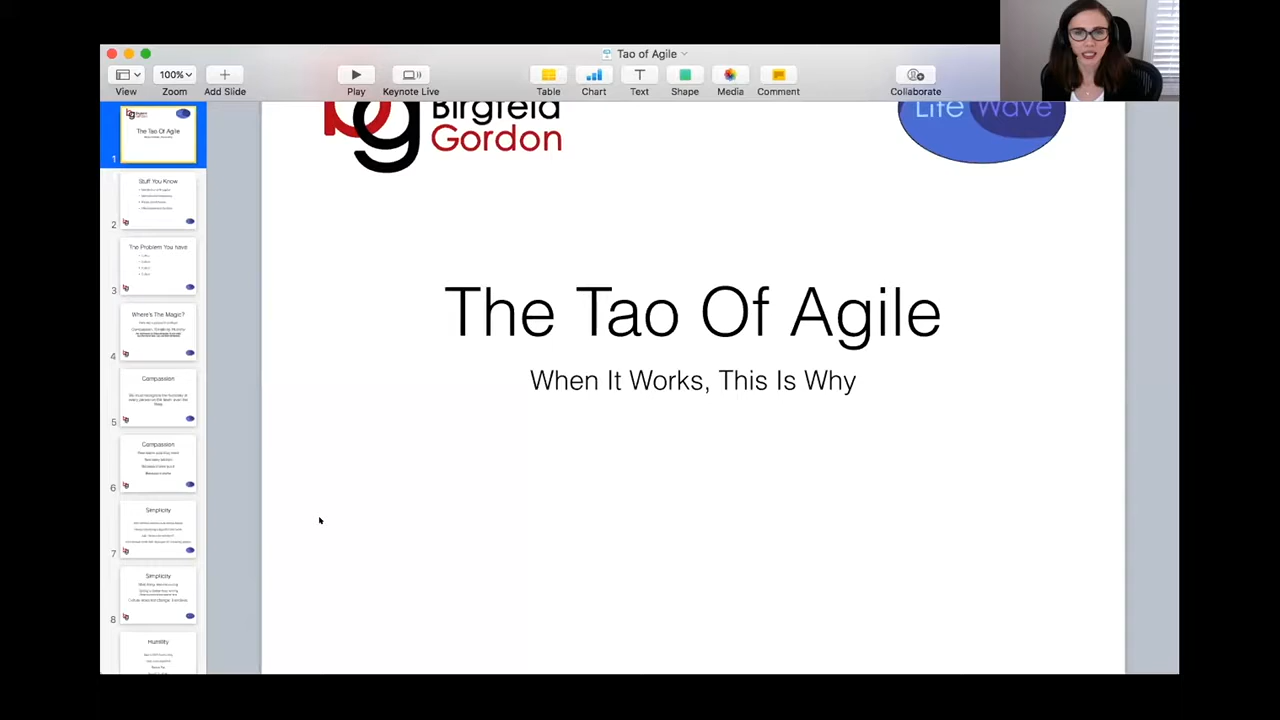 Tao of Agile
100%
View
Zoom
Add Slide
Play
Keynote Live
Table
Chart
Text
Shape
Media
Comment
Collaborate
bg Birgfeld
Gordon
Life Wave
The Tao Of Agile
When It Works, This Is Why
The Tao Of Agile
1
Stuff You Know
2
The Problem You have
3
Where's The Magic?
4
Compassion
5
Compassion
6
Simplicity
7
Simplicity
8
Humility